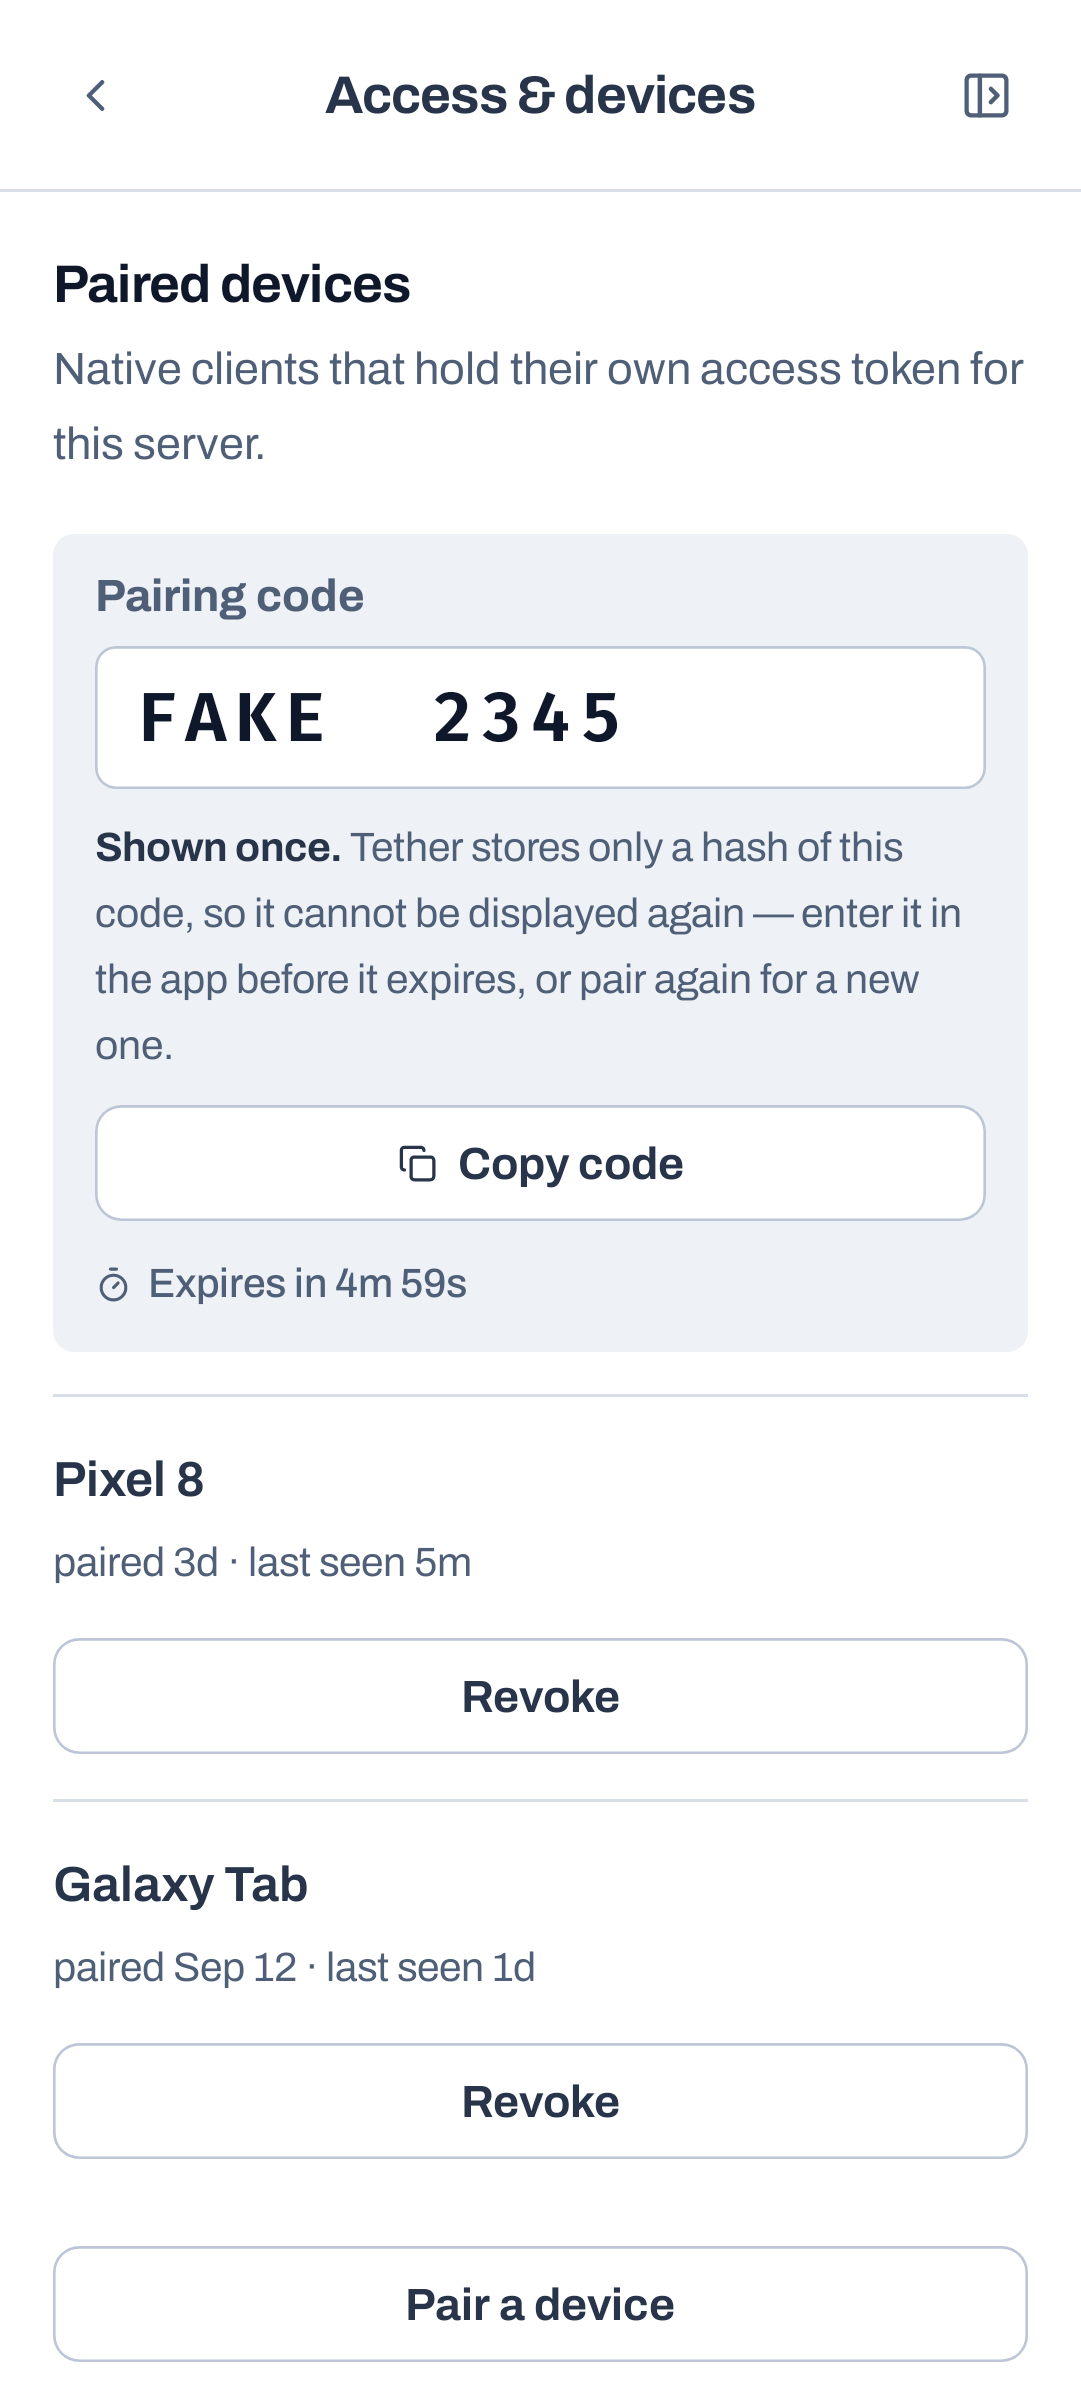 Access & devices
Paired devices
Native clients that hold their own access token for
this server.
Pairing code
FAKE 2345
Shown once. Tether stores only a hash of this
code, so it cannot be displayed again — enter it in
the app before it expires, or pair again for a new
one.
Copy code
Expires in 4m 59s
Pixel 8
paired 3d · last seen 5m
Revoke
Galaxy Tab
paired Sep 12 · last seen 1d
Revoke
Pair a device